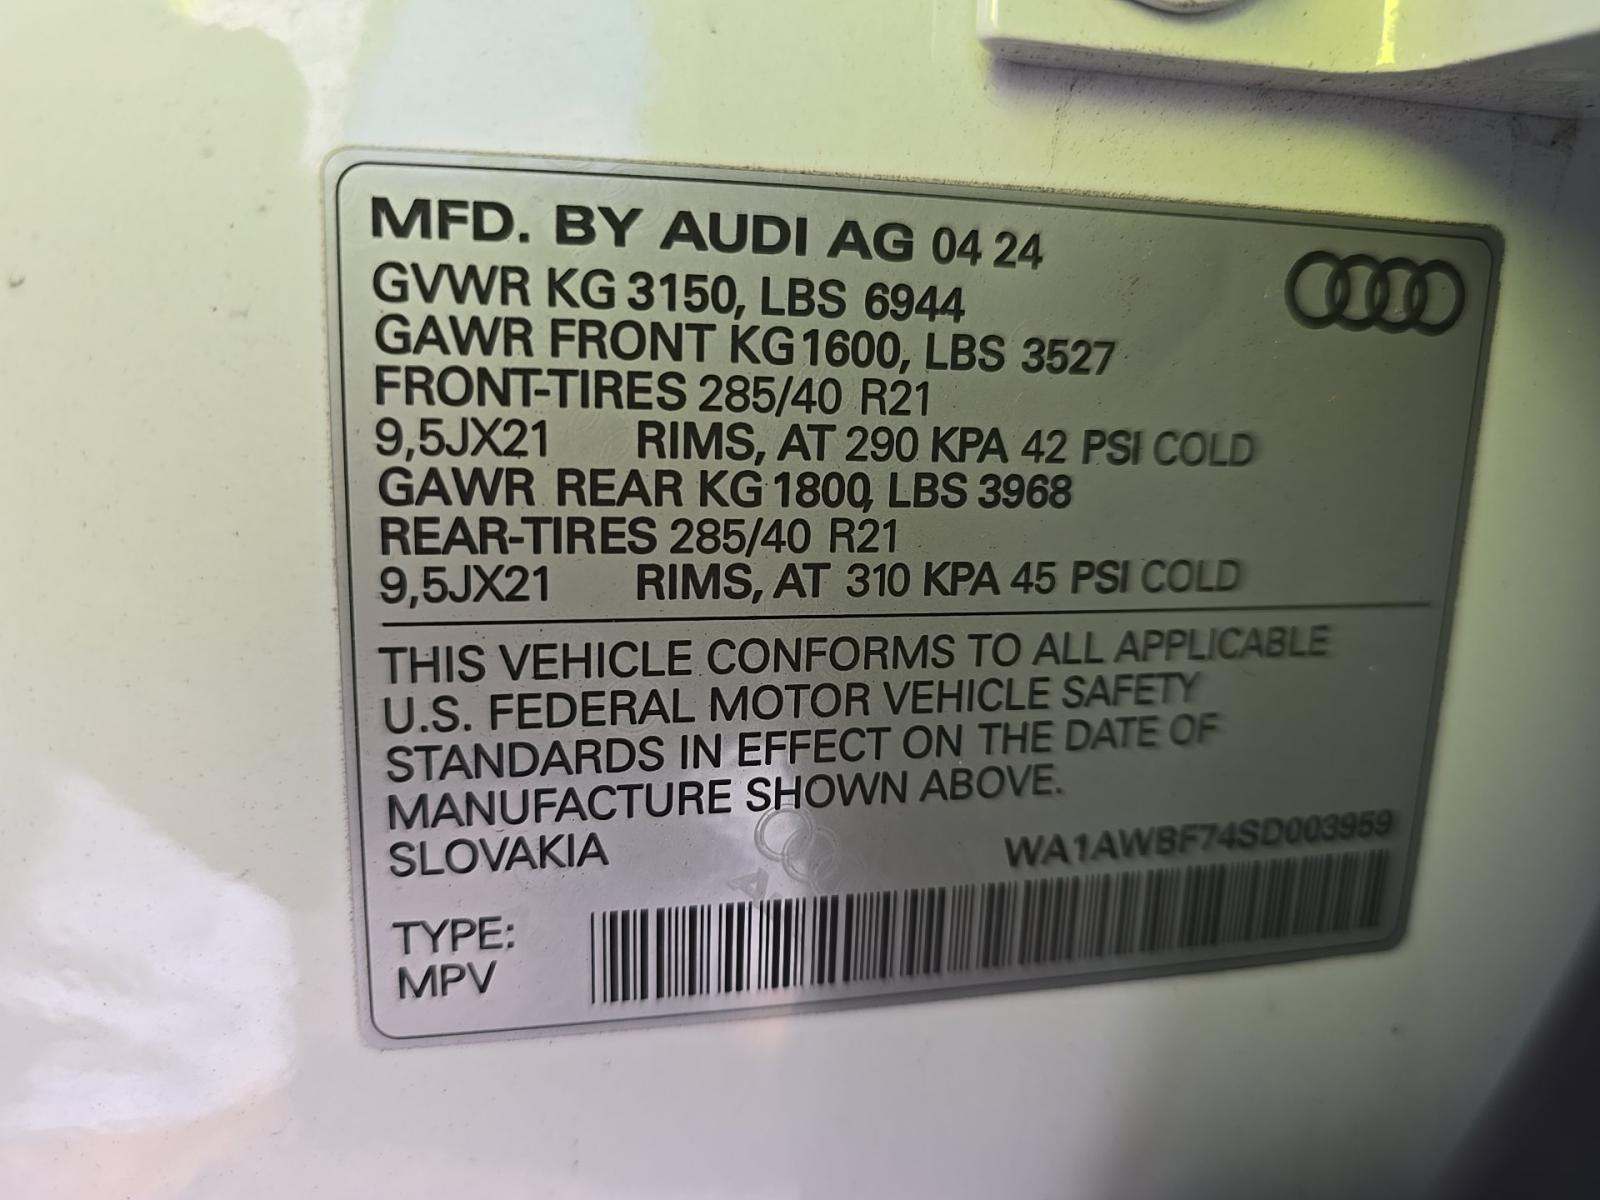 MFD. BY AUDI AG 04 24
GVWR KG 3150, LBS 6944
GAWR FRONT KG 1600, LBS 3527
FRONT-TIRES 285/40 R21
9,5JX21 RIMS, AT 290 KPA 42 PSI COLD
GAWR REAR KG 1800, LBS 3968
REAR-TIRES 285/40 R21
9,5JX21 RIMS, AT 310 KPA 45 PSI COLD
THIS VEHICLE CONFORMS TO ALL APPLICABLE
U.S. FEDERAL MOTOR VEHICLE SAFETY
STANDARDS IN EFFECT ON THE DATE OF
MANUFACTURE SHOWN ABOVE.
SLOVAKIA WA1AWBF74SD003959
TYPE:
MPV